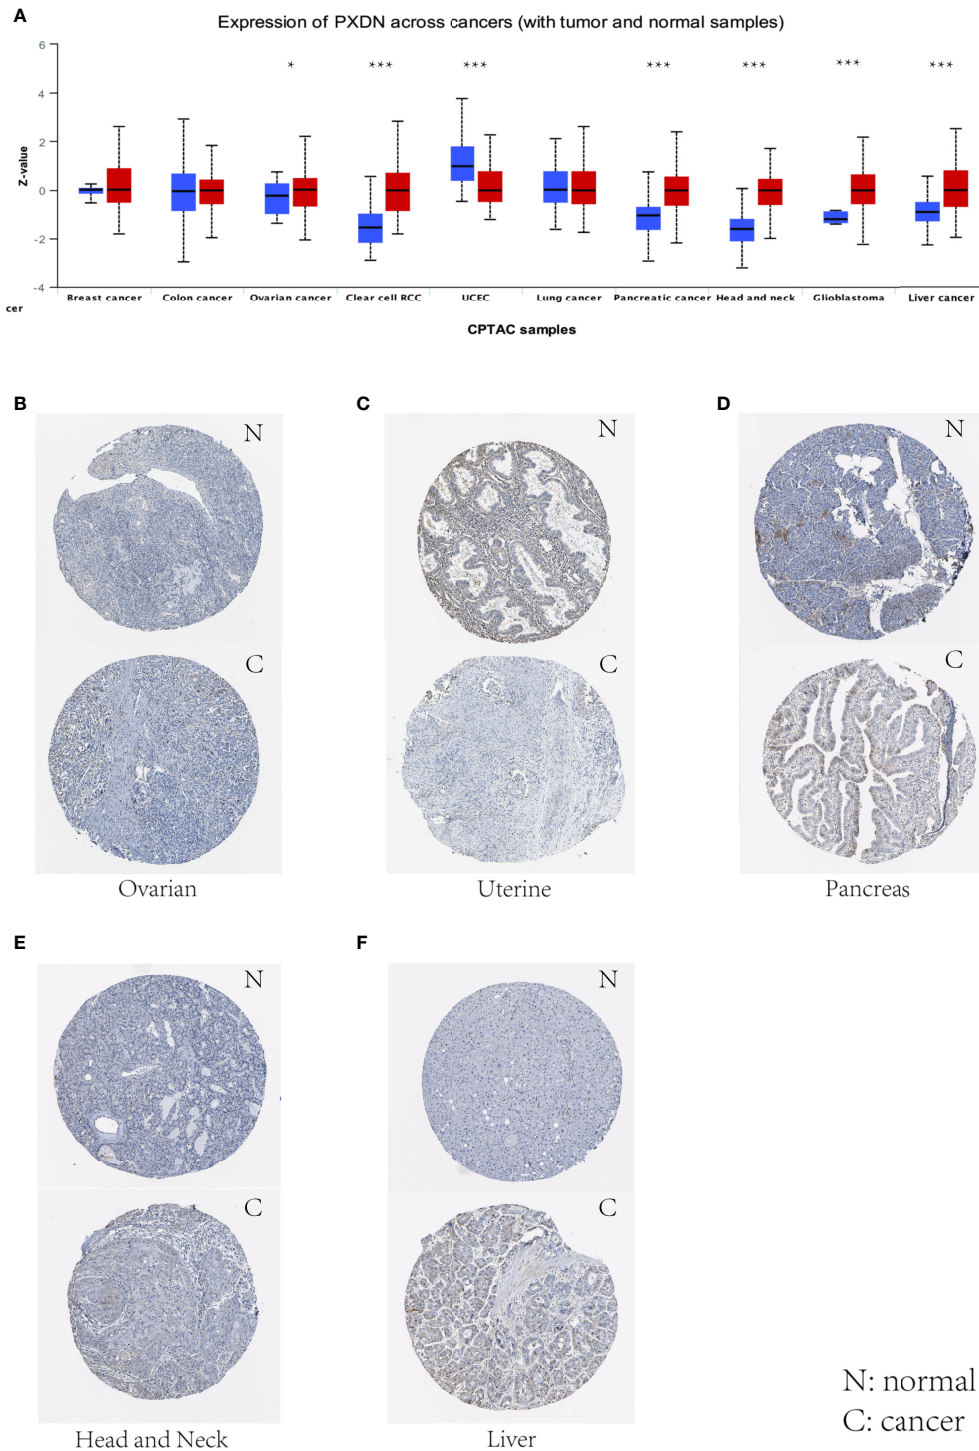 A
Expression of PXDN across cancers (with tumor and normal samples)
6
4
2
0
-2
-4
Z-value
*
***
***
***
***
***
***
Breast cancer
Colon cancer
Ovarian cancer
Clear cell RCC
UCEC
Lung cancer
Pancreatic cancer
Head and neck
Glioblastoma
Liver cancer
cer
CPTAC samples
B
N
C
Ovarian
C
N
C
Uterine
D
N
C
Pancreas
E
N
C
Head and Neck
F
N
C
Liver
N: normal
C: cancer